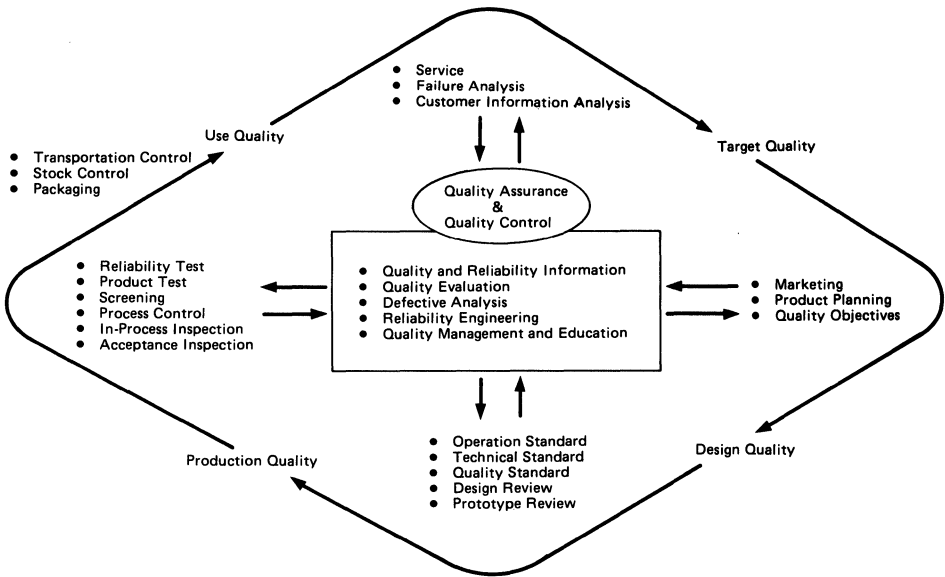 ● Service
● Failure Analysis
● Customer Information Analysis
Use Quality
Target Quality
● Transportation Control
● Stock Control
● Packaging
Quality Assurance
&
Quality Control
● Reliability Test
● Product Test
● Screening
● Process Control
● In-Process Inspection
● Acceptance Inspection
● Quality and Reliability Information
● Quality Evaluation
● Defective Analysis
● Reliability Engineering
● Quality Management and Education
● Marketing
● Product Planning
● Quality Objectives
Production Quality
● Operation Standard
● Technical Standard
● Quality Standard
● Design Review
● Prototype Review
Design Quality